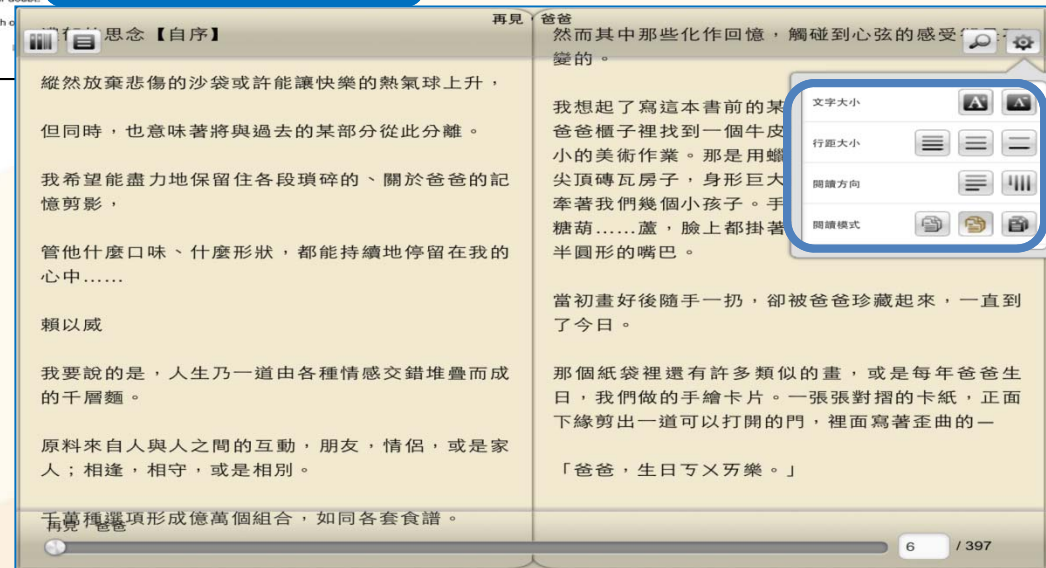 再見，爸爸
思念【自序】
縱然放棄悲傷的沙袋或許能讓快樂的熱氣球上升，
但同時，也意味著將與過去的某部分從此分離。
我希望能盡力地保留住各段瑣碎的、關於爸爸的記
憶剪影，
管他什麼口味、什麼形狀，都能持續地停留在我的
心中……
賴以威
我要說的是，人生乃一道由各種情感交錯堆疊而成
的千層麵。
原料來自人與人之間的互動，朋友，情侶，或是家
人；相逢，相守，或是相別。
千萬種選項形成億萬個組合，如同各套食譜。
然而其中那些化作回憶，觸碰到心弦的感受
變的。
我想起了寫這本書前的某
爸爸櫃子裡找到一個牛皮
小的美術作業。那是用蠟
尖頂磚瓦房子，身形巨大
牽著我們幾個小孩子。手
糖葫……蘆，臉上都掛著
半圓形的嘴巴。
當初畫好後隨手一扔，卻被爸爸珍藏起來，一直到
了今日。
那個紙袋裡還有許多類似的畫，或是每年爸爸生
日，我們做的手繪卡片。一張張對摺的卡紙，正面
下緣剪出一道可以打開的門，裡面寫著歪曲的—
「爸爸，生日ㄎㄨㄞ樂。」
文字大小
A
A
行距大小
閱讀方向
閱讀模式
再見，爸爸
6 / 397